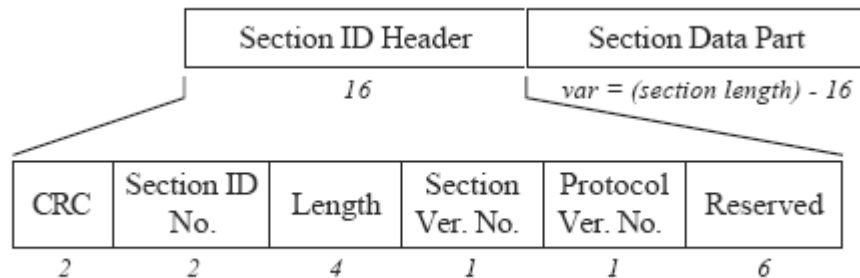 Section ID Header
Section Data Part
16
var = (section length) - 16
CRC
Section ID
No.
Length
Section
Ver. No.
Protocol
Ver. No.
Reserved
2
2
4
1
1
6